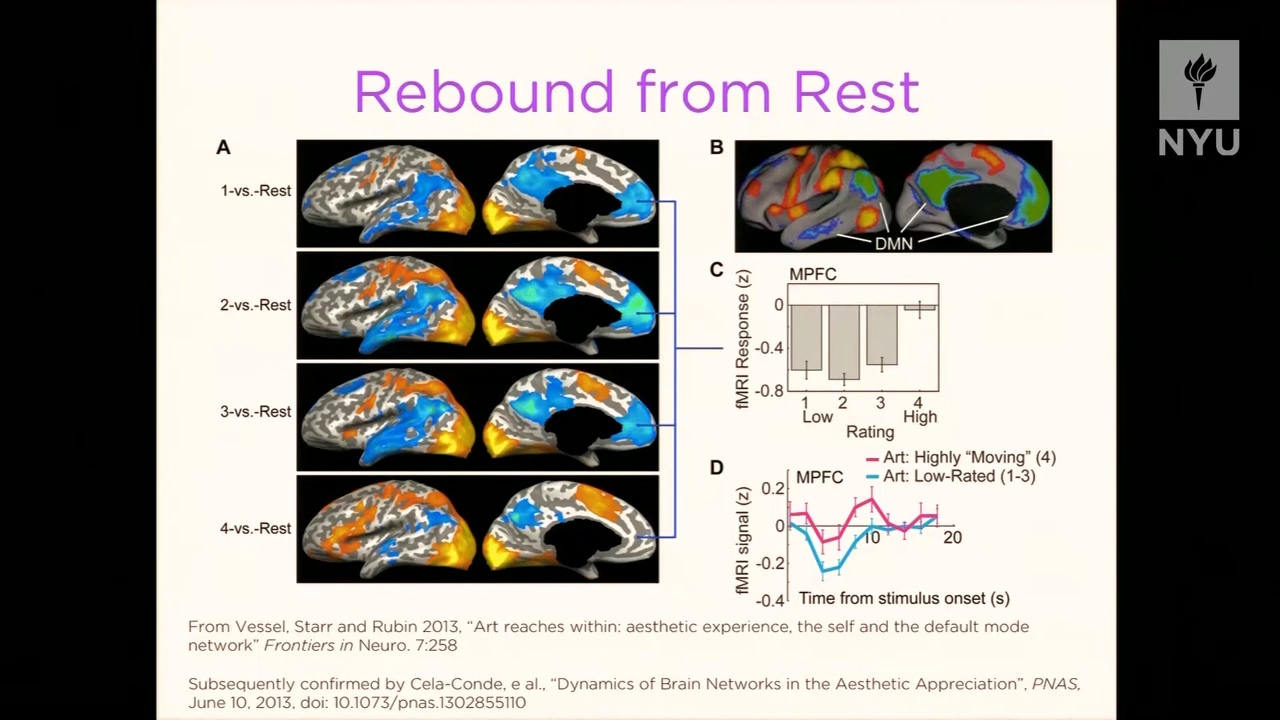 Rebound from Rest
NYU
A
1-vs.-Rest
2-vs.-Rest
3-vs.-Rest
4-vs.-Rest
B
DMN
C
MPFC
fMRI Response (z)
0
-0.4
-0.8
1 2 3 4
Low High
Rating
D
Art: Highly “Moving” (4)
Art: Low-Rated (1-3)
MPFC
fMRI signal (z)
0.2
0
-0.2
-0.4
10 20
Time from stimulus onset (s)
From Vessel, Starr and Rubin 2013, “Art reaches within: aesthetic experience, the self and the default mode
network” Frontiers in Neuro. 7:258
Subsequently confirmed by Cela-Conde, e al., “Dynamics of Brain Networks in the Aesthetic Appreciation”, PNAS,
June 10, 2013, doi: 10.1073/pnas.1302855110